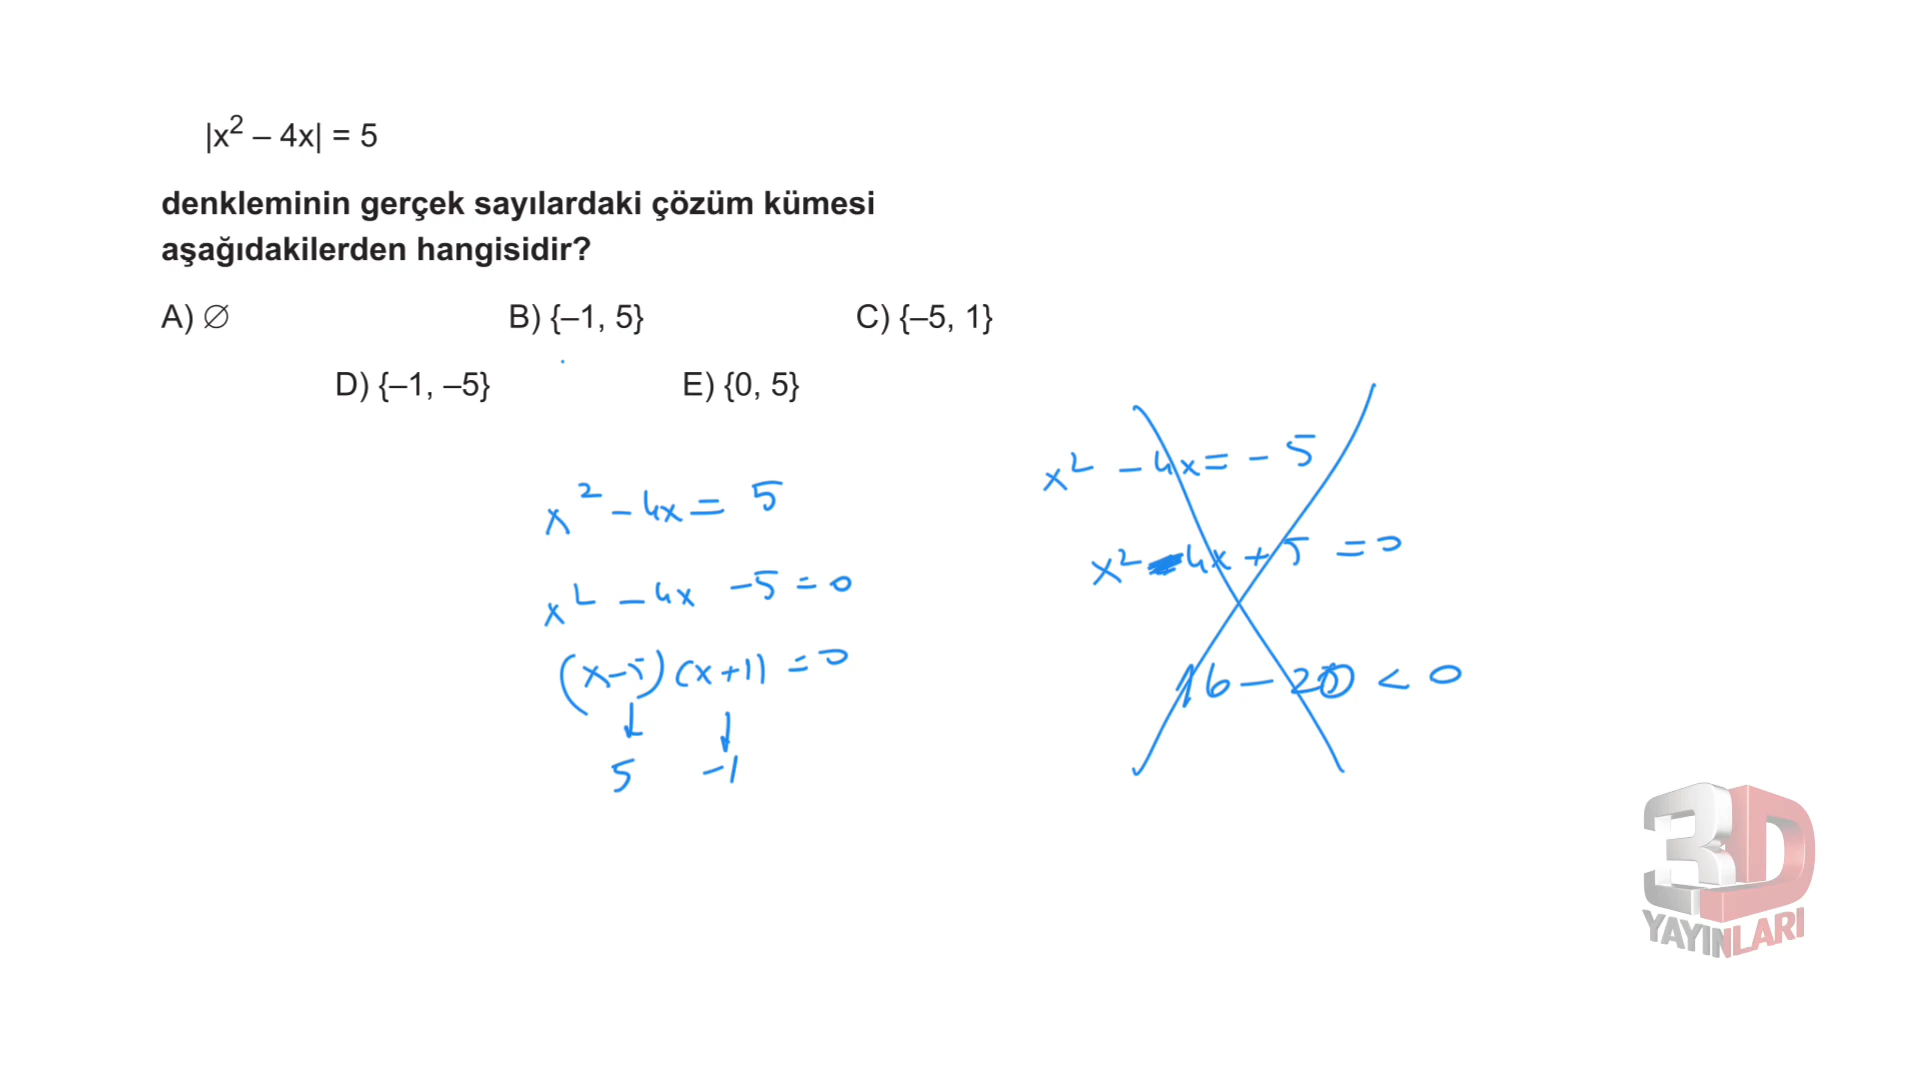 |x² – 4x| = 5
denkleminin gerçek sayılardaki çözüm kümesi
aşağıdakilerden hangisidir?
A) ∅ B) {–1, 5} C) {–5, 1}
D) {–1, –5} E) {0, 5}
x² - 4x = 5
x² - 4x - 5 = 0
(x-5) (x+1) = 0
5 -1
x² - 4x = - 5
x² - 4x + 5 = 0
16 - 20 < 0
3D
YAYINLARI